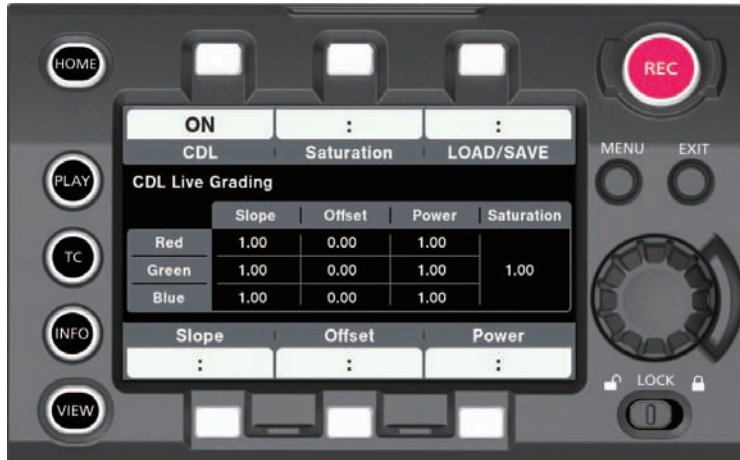 HOME
REC
ON : :
CDL Saturation LOAD/SAVE
MENU EXIT
PLAY
CDL Live Grading
Slope Offset Power Saturation
Red 1.00 0.00 1.00
TC
Green 1.00 0.00 1.00 1.00
Blue 1.00 0.00 1.00
INFO
Slope Offset Power
: : :
LOCK
VIEW